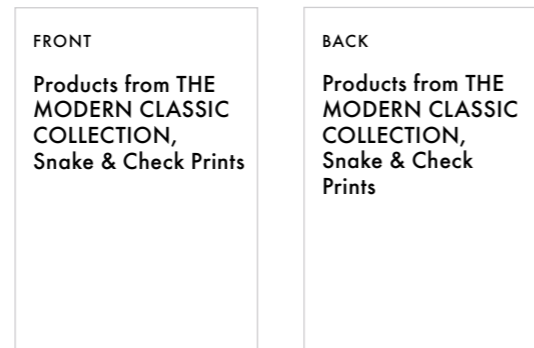 FRONT
Products from THE
MODERN CLASSIC
COLLECTION,
Snake & Check Prints
BACK
Products from THE
MODERN CLASSIC
COLLECTION,
Snake & Check
Prints